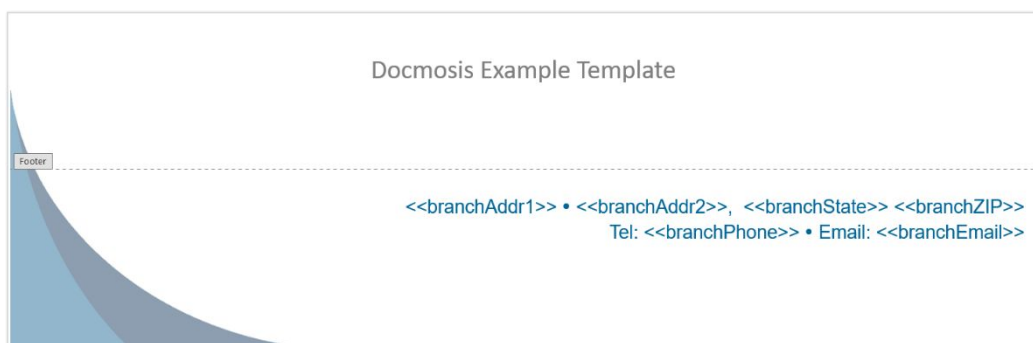 Docmosis Example Template
Footer
<<branchAddr1>> • <<branchAddr2>>, <<branchState>> <<branchZIP>>
Tel: <<branchPhone>> • Email: <<branchEmail>>